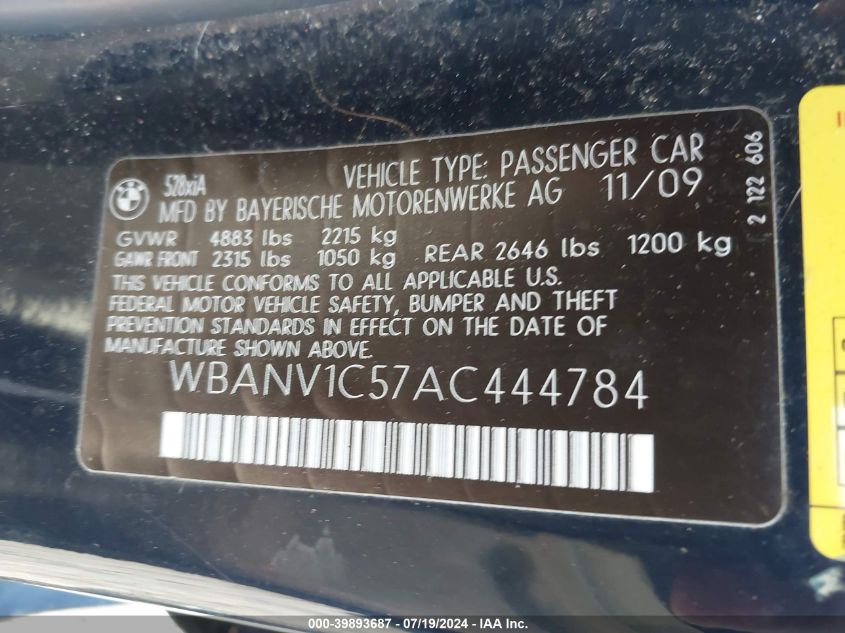 BMW
528xiA
VEHICLE TYPE: PASSENGER CAR
MFD BY BAYERISCHE MOTORENWERKE AG 11/09
GVWR 4883 lbs 2215 kg
GAWR FRONT 2315 lbs 1050 kg REAR 2646 lbs 1200 kg
THIS VEHICLE CONFORMS TO ALL APPLICABLE U.S.
FEDERAL MOTOR VEHICLE SAFETY, BUMPER AND THEFT
PREVENTION STANDARDS IN EFFECT ON THE DATE OF
MANUFACTURE SHOWN ABOVE.
WBANV1C57AC444784
2 122 606
000-39893687 / 07/19/2024 / IAAI.COM